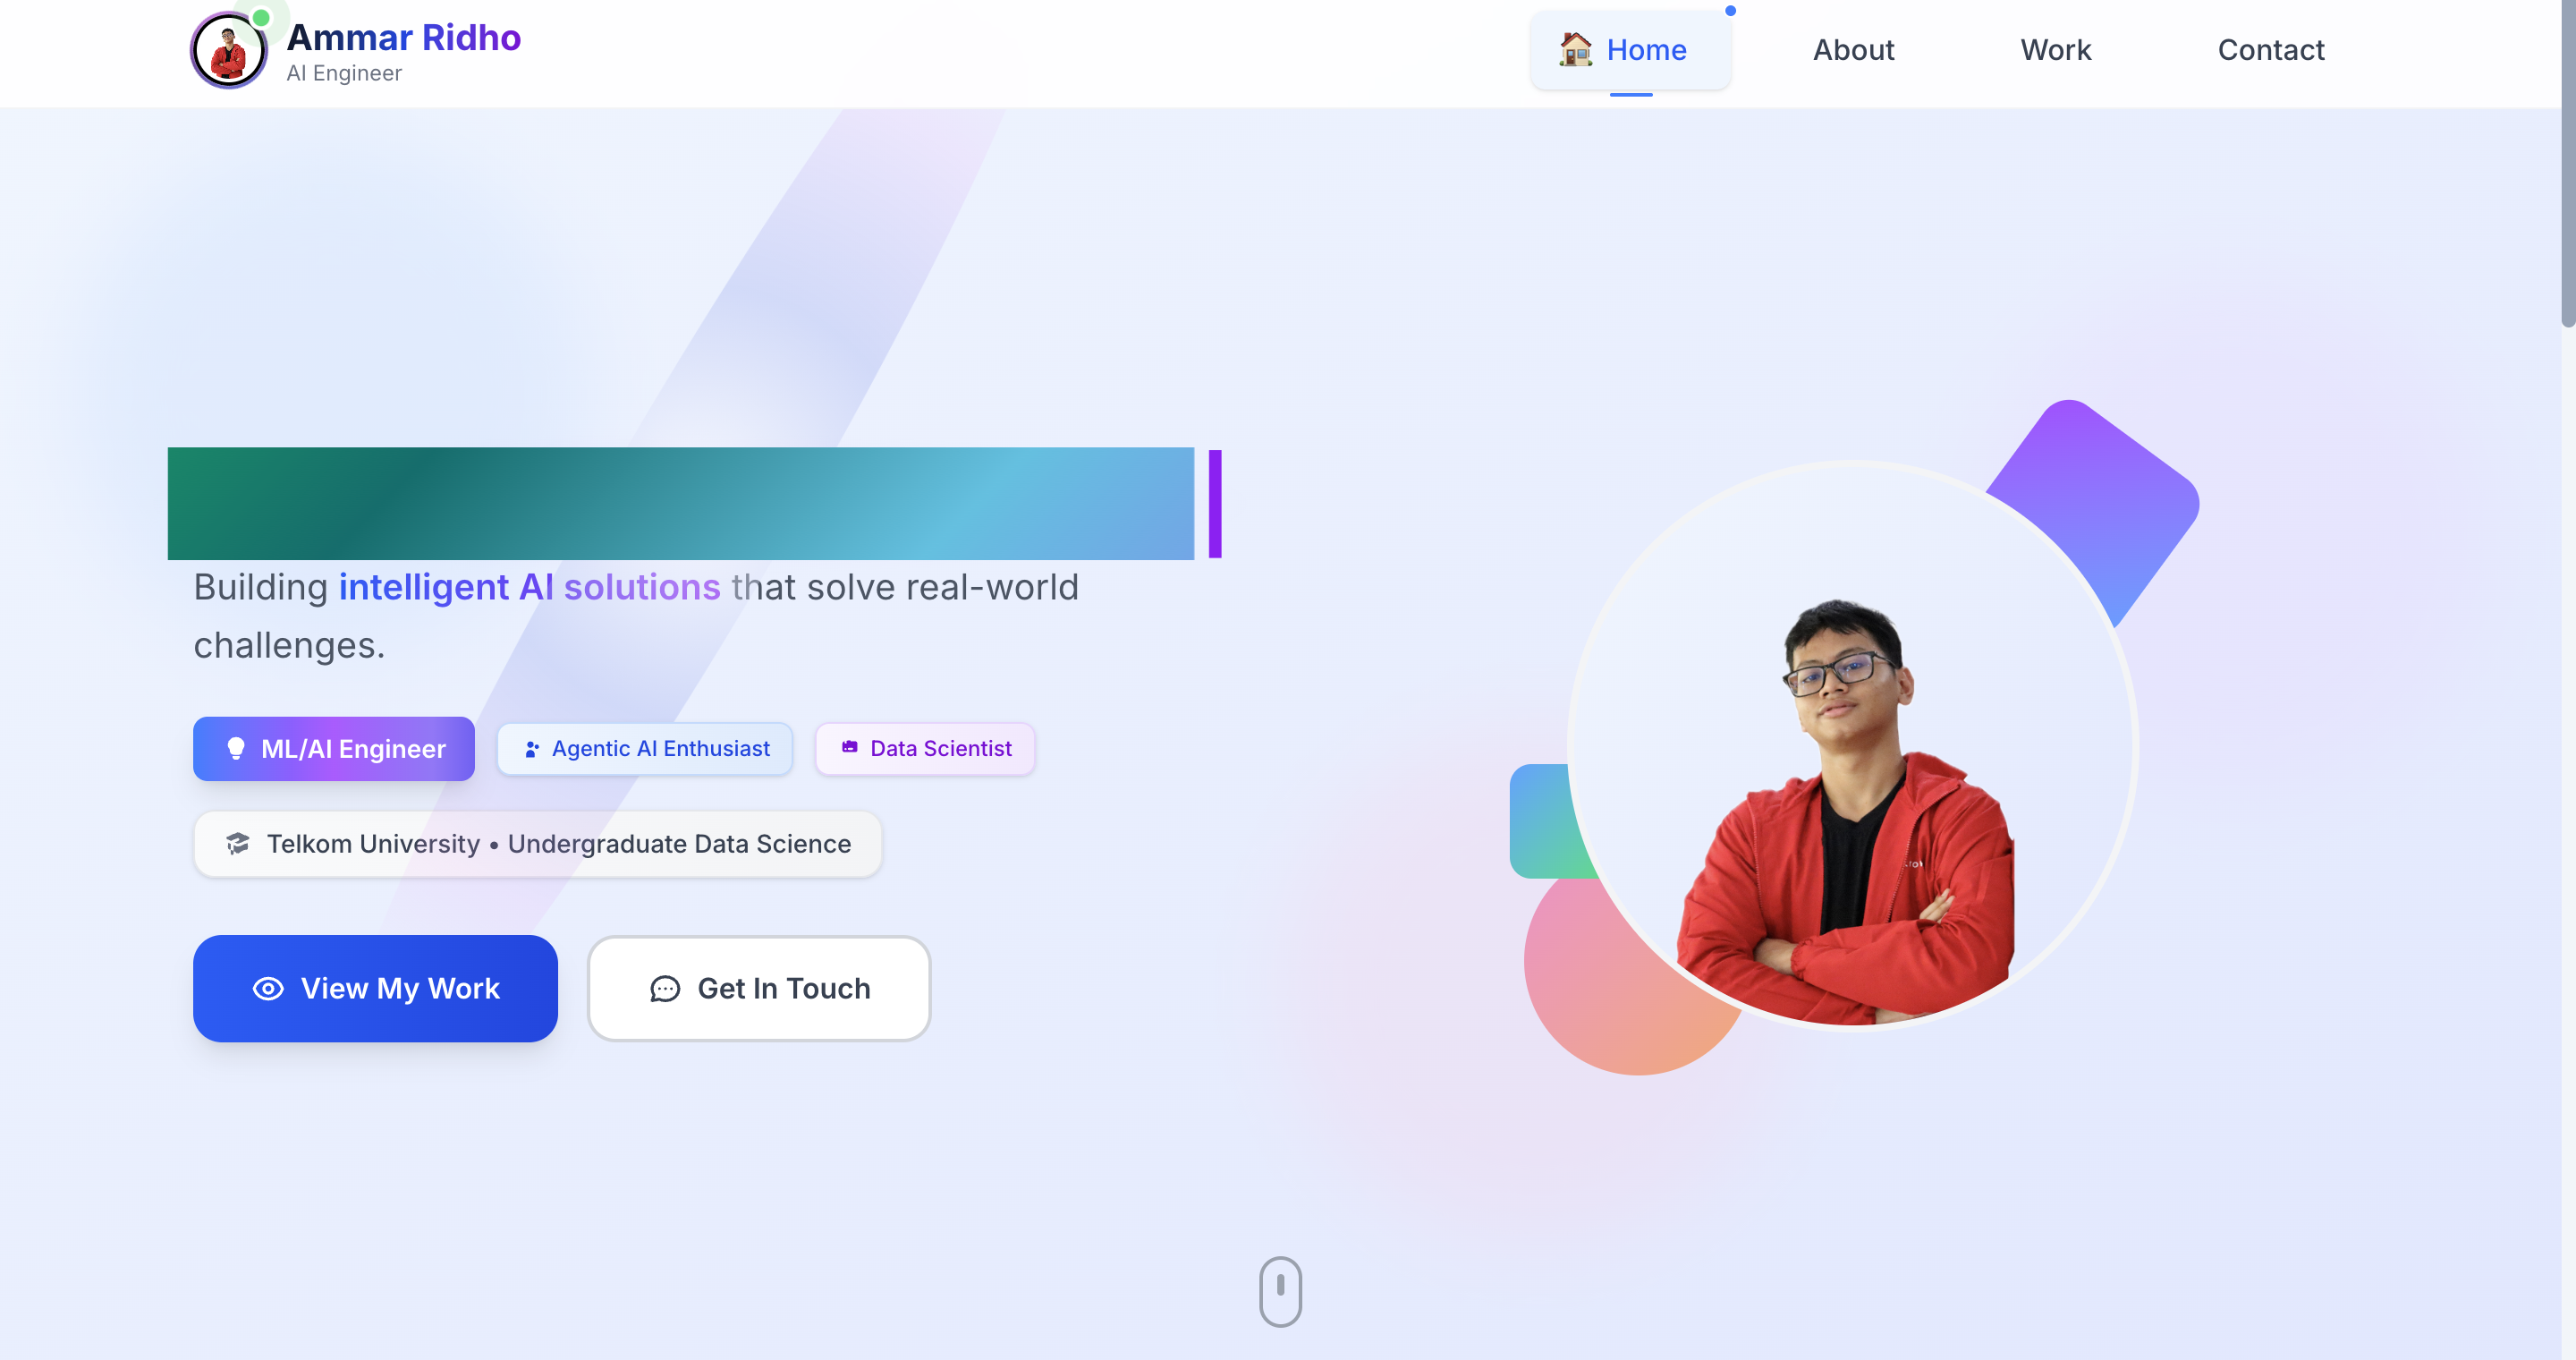 Ammar Ridho
AI Engineer
Home
About
Work
Contact
Building intelligent AI solutions that solve real-world
challenges.
ML/AI Engineer
Agentic AI Enthusiast
Data Scientist
Telkom University • Undergraduate Data Science
View My Work
Get In Touch